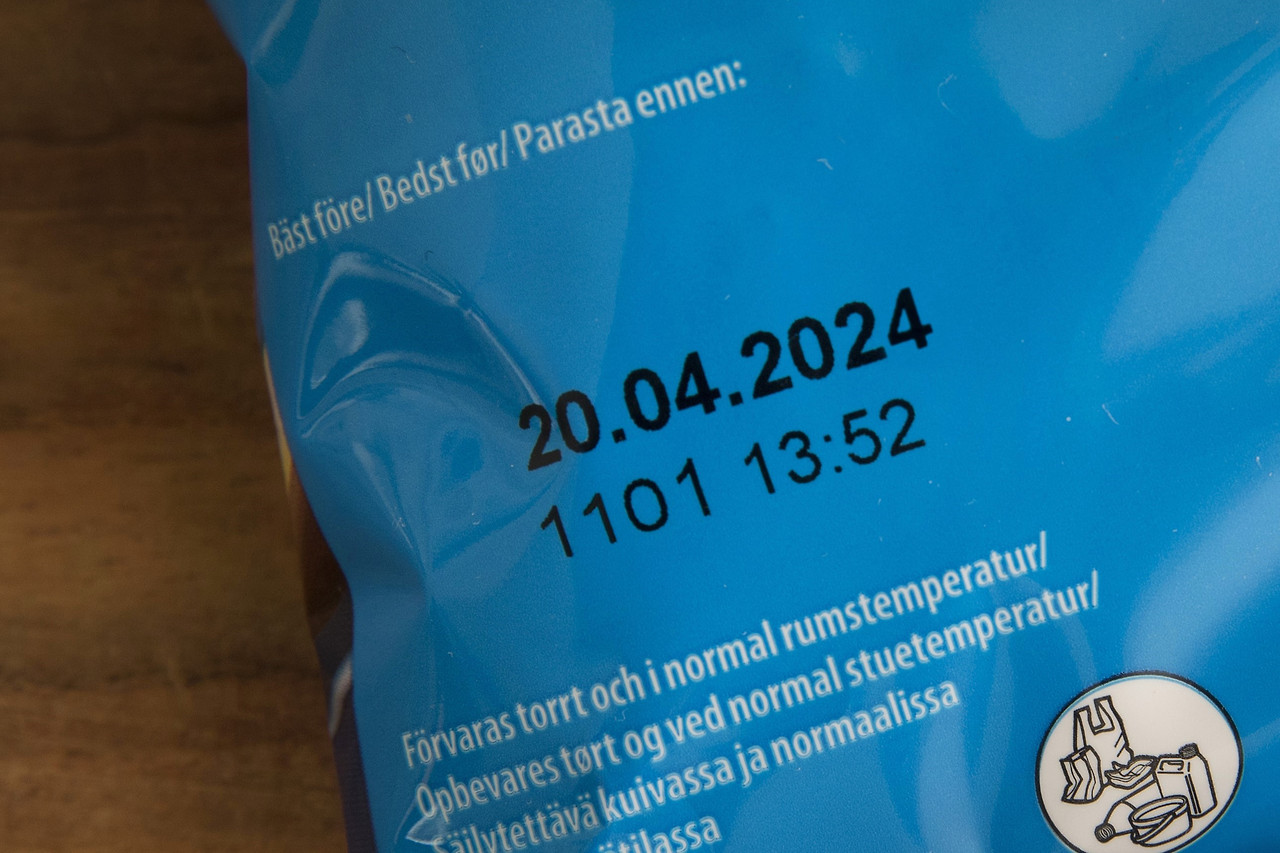 Bäst före/ Bedst før/ Parasta ennen:
20.04.2024
1101 13:52
Förvaras torrt och i normal rumstemperatur/
Opbevares tørt og ved normal stuetemperatur/
Säilytettävä kuivassa ja normaalissa